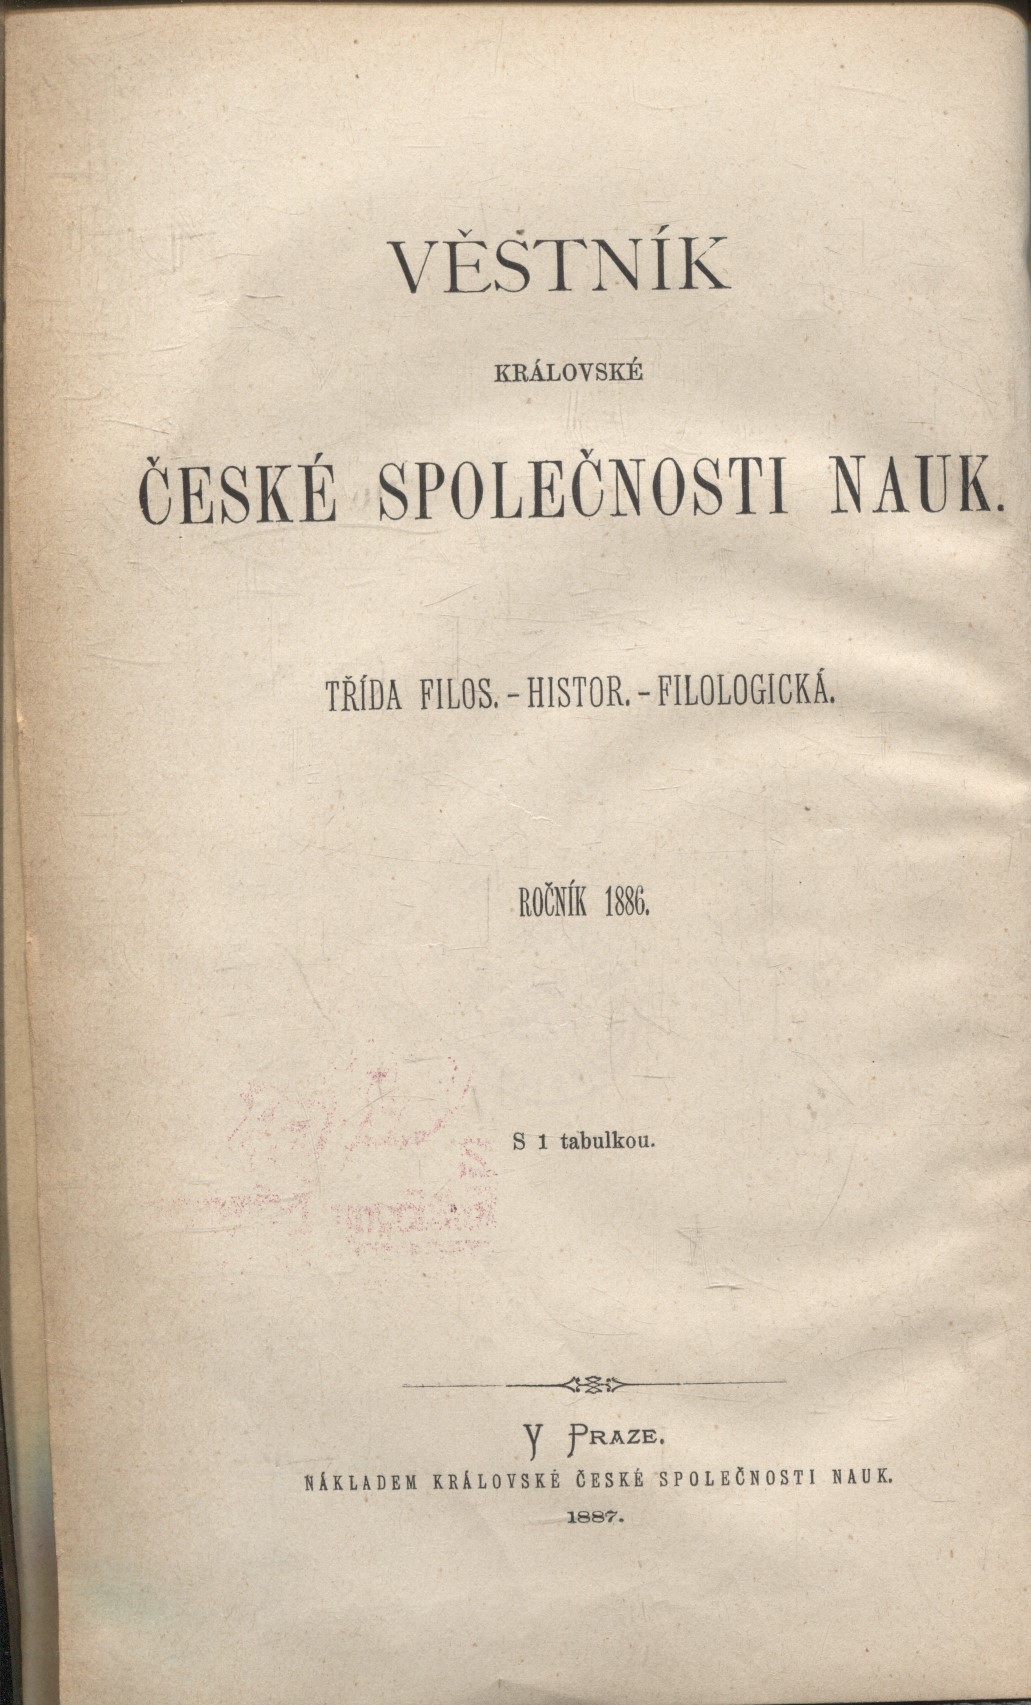 VĚSTNÍK
KRÁLOVSKÉ
ČESKÉ SPOLEČNOSTI NAUK.
TŘÍDA FILOS.-HISTOR.-FILOLOGICKÁ.
ROČNÍK 1886.
S 1 tabulkou.
V PRAZE.
NÁKLADEM KRÁLOVSKÉ ČESKÉ SPOLEČNOSTI NAUK.
1887.